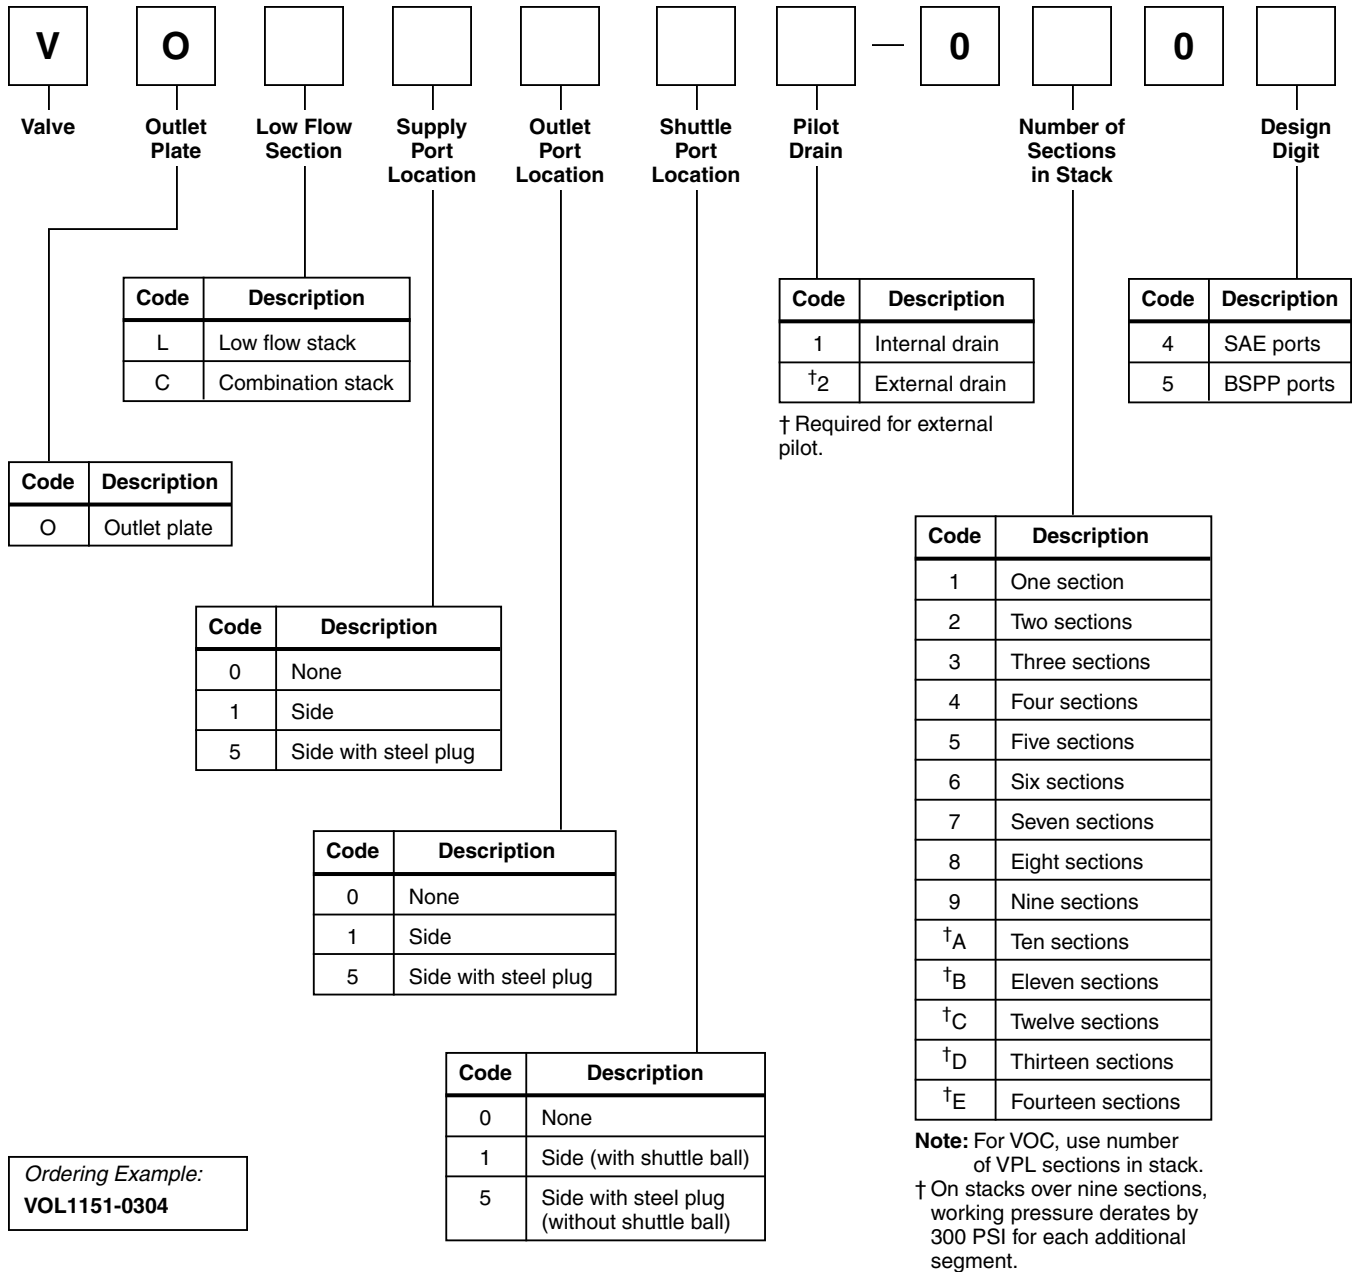 V O — 0 0
Valve
Outlet
Plate
Low Flow
Section
Supply
Port
Location
Outlet
Port
Location
Shuttle
Port
Location
Pilot
Drain
Number of
Sections
in Stack
Design
Digit
Code Description
L Low flow stack
C Combination stack
Code Description
1 Internal drain
†2 External drain
† Required for external
pilot.
Code Description
4 SAE ports
5 BSPP ports
Code Description
O Outlet plate
Code Description
0 None
1 Side
5 Side with steel plug
Code Description
0 None
1 Side
5 Side with steel plug
Code Description
0 None
1 Side (with shuttle ball)
5 Side with steel plug
(without shuttle ball)
Code Description
1 One section
2 Two sections
3 Three sections
4 Four sections
5 Five sections
6 Six sections
7 Seven sections
8 Eight sections
9 Nine sections
†A Ten sections
†B Eleven sections
†C Twelve sections
†D Thirteen sections
†E Fourteen sections
Note: For VOC, use number
of VPL sections in stack.
† On stacks over nine sections,
working pressure derates by
300 PSI for each additional
segment.
Ordering Example:
VOL1151-0304